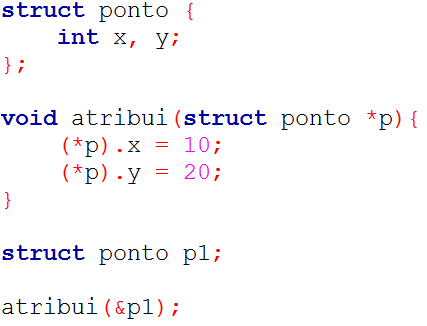 struct ponto {
    int x, y;
};

void atribui(struct ponto *p){
    (*p).x = 10;
    (*p).y = 20;
}

struct ponto p1;

atribui(&p1);